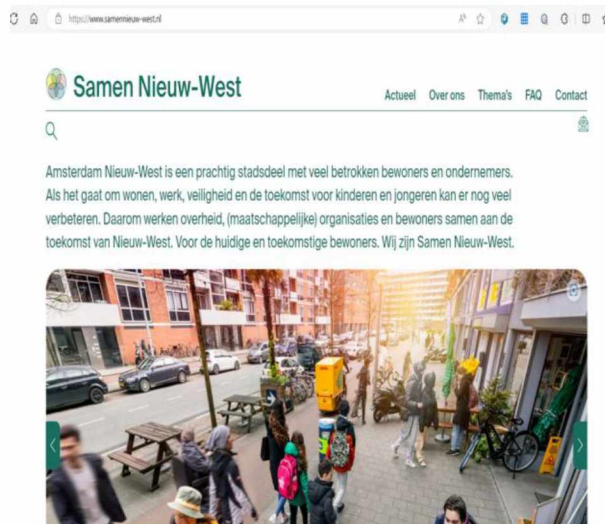 https://www.samennieuw-west.nl
Samen Nieuw-West
Actueel Over ons Thema's FAQ Contact
Amsterdam Nieuw-West is een prachtig stadsdeel met veel betrokken bewoners en ondernemers.
Als het gaat om wonen, werk, veiligheid en de toekomst voor kinderen en jongeren kan er nog veel
verbeteren. Daarom werken overheid, (maatschappelijke) organisaties en bewoners samen aan de
toekomst van Nieuw-West. Voor de huidige en toekomstige bewoners. Wij zijn Samen Nieuw-West.